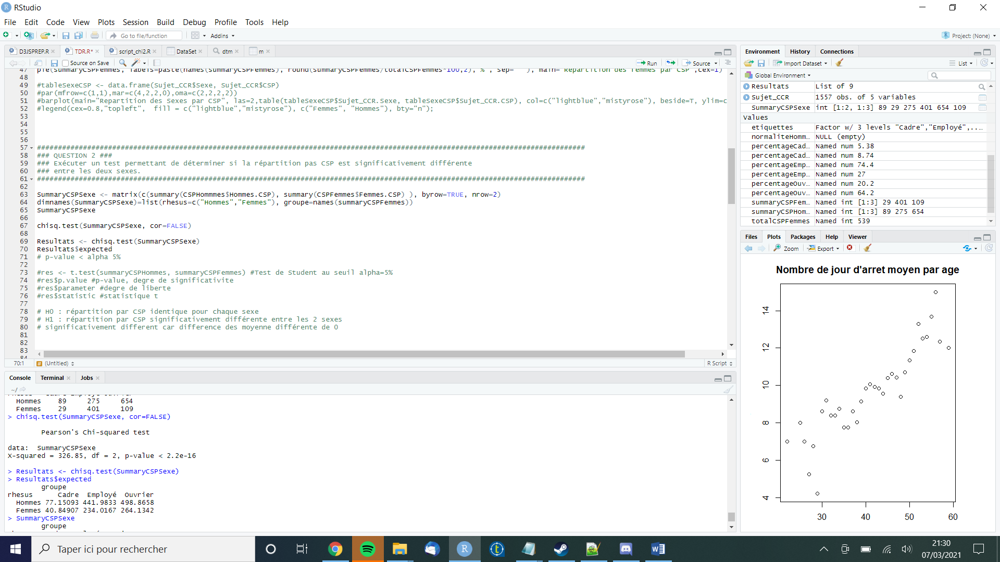 RStudio
File Edit Code View Plots Session Build Debug Profile Tools Help
Go to file/function Addins Project: (None)
D3JSPREP.R TDR.R* script_chi2.R DataSet dtm m
Source on Save Run Source
47 pie(summaryCSPFemmes, labels=paste(names(summaryCSPFemmes), round(summaryCSPFemmes/totalCSPFemmes*100,2),"%", sep=" "), main="Repartition des femmes par CSP",cex=1)
48
49 #tableSexeCSP <- data.frame(Sujet_CCR$Sexe, Sujet_CCR$CSP)
50 #par(mfrow=c(1,1),mar=c(4,2,2,0),oma=c(2,2,2,2))
51 #barplot(main="Repartition des Sexes par CSP", las=2,table(tableSexeCSP$Sujet_CCR.Sexe, tableSexeCSP$Sujet_CCR.CSP), col=c("lightblue","mistyrose"), beside=T, ylim=c
52 #legend(cex=0.8,"topleft",  fill = c("lightblue","mistyrose"), c("Femmes", "Hommes"), bty="n");
53
54
55
56
57 ###################################################################################################################################
58 ### QUESTION 2 ###
59 ### Exécuter un test permettant de déterminer si la répartition pas CSP est significativement différente
60 ### entre les deux sexes.
61 ###################################################################################################################################
62
63 SummaryCSPSexe <- matrix(c(summary(CSPHommmes$Hommes.CSP), summary(CSPFemmes$Femmes.CSP) ), byrow=TRUE, nrow=2)
64 dimnames(SummaryCSPSexe)=list(rhesus=c("Hommes","Femmes"), groupe=names(summaryCSPFemmes))
65 SummaryCSPSexe
66
67 chisq.test(SummaryCSPSexe, cor=FALSE)
68
69 Resultats <- chisq.test(SummaryCSPSexe)
70 Resultats$expected
71 # p-value < alpha 5%
72
73 #res <- t.test(summaryCSPHommes, summaryCSPFemmes) #Test de Student au seuil alpha=5%
74 #res$p.value #p-value, degre de significativite
75 #res$parameter #degre de liberte
76 #res$statistic #statistique t
77
78 # H0 : répartition par CSP identique pour chaque sexe
79 # H1 : répartition par CSP significativement différente entre les 2 sexes
80 # significativement different car difference des moyenne différente de 0
81
82
83
84
70:1 (Untitled) R Script
Console Terminal Jobs
~/
Hommes 89 275 654
Femmes 29 401 109
> chisq.test(SummaryCSPSexe, cor=FALSE)
Pearson's Chi-squared test
data:  SummaryCSPSexe
X-squared = 326.85, df = 2, p-value < 2.2e-16
> Resultats <- chisq.test(SummaryCSPSexe)
> Resultats$expected
groupe
rhesus Cadre Employé Ouvrier
Hommes 77.15093 441.9833 498.8658
Femmes 40.84907 234.0167 264.1342
> SummaryCSPSexe
groupe
Environment History Connections
Import Dataset List
Global Environment
Resultats List of 9
Sujet_CCR 1557 obs. of 5 variables
SummaryCSPSexe int [1:2, 1:3] 89 29 275 401 654 109
Values
etiquettes Factor w/ 3 levels "Cadre","Employé",..…
normaliteHomm… NULL (empty)
percentageCad… Named num 5.38
percentageCad… Named num 8.74
percentageEmp… Named num 74.4
percentageEmp… Named num 27
percentageOuv… Named num 20.2
percentageOuv… Named num 64.2
summaryCSPFem… Named int [1:3] 29 401 109
summaryCSPHom… Named int [1:3] 89 275 654
totalCSPFemmes Named int 539
Files Plots Packages Help Viewer
Zoom Export
Nombre de jour d'arret moyen par age
14
12
10
8
6
4
30 40 50 60
Taper ici pour rechercher
21:30
07/03/2021